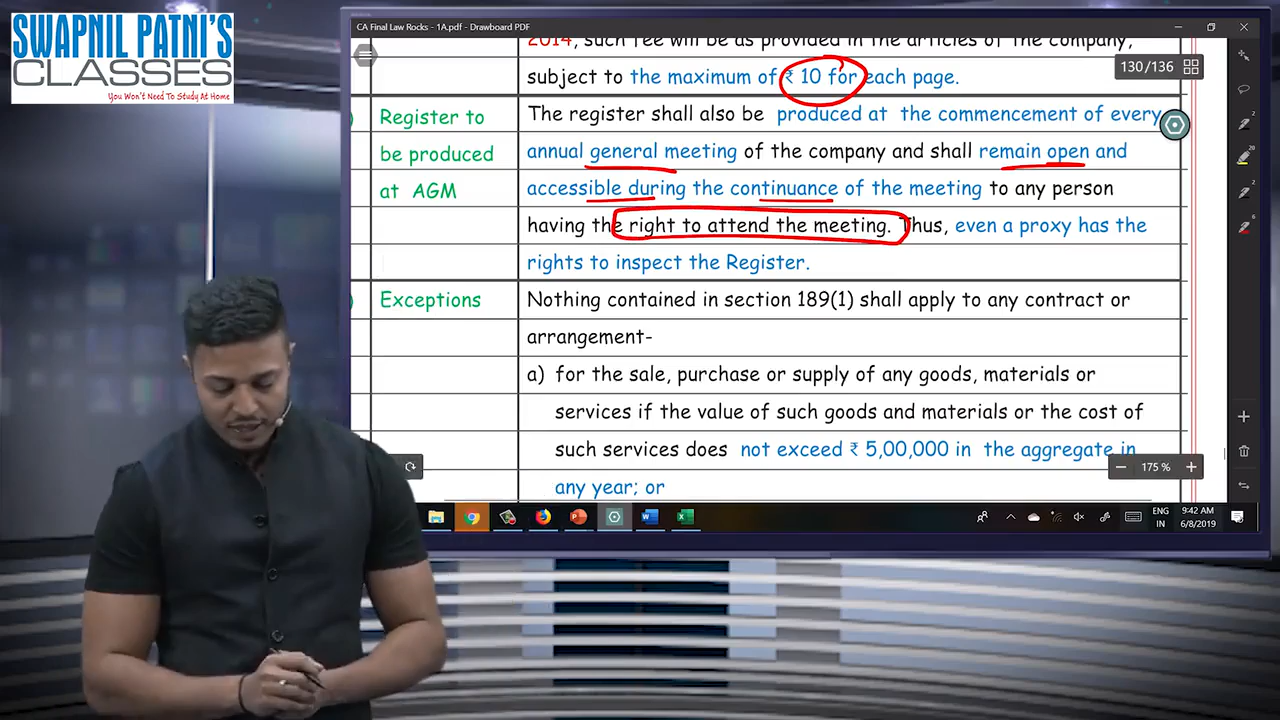 SWAPNIL PATNI'S
CLASSES
You Won't Need To Study At Home
CA Final Law Rocks - 1A.pdf - Drawboard PDF
2014, such fee will be as provided in the articles of the company,
subject to the maximum of ₹ 10 for each page.
130/136
Register to
be produced
at AGM
The register shall also be produced at the commencement of every
annual general meeting of the company and shall remain open and
accessible during the continuance of the meeting to any person
having the right to attend the meeting. Thus, even a proxy has the
rights to inspect the Register.
Exceptions
Nothing contained in section 189(1) shall apply to any contract or
arrangement-
a) for the sale, purchase or supply of any goods, materials or
services if the value of such goods and materials or the cost of
such services does not exceed ₹ 5,00,000 in the aggregate in
any year; or
175 %
ENG
IN
9:42 AM
6/8/2019